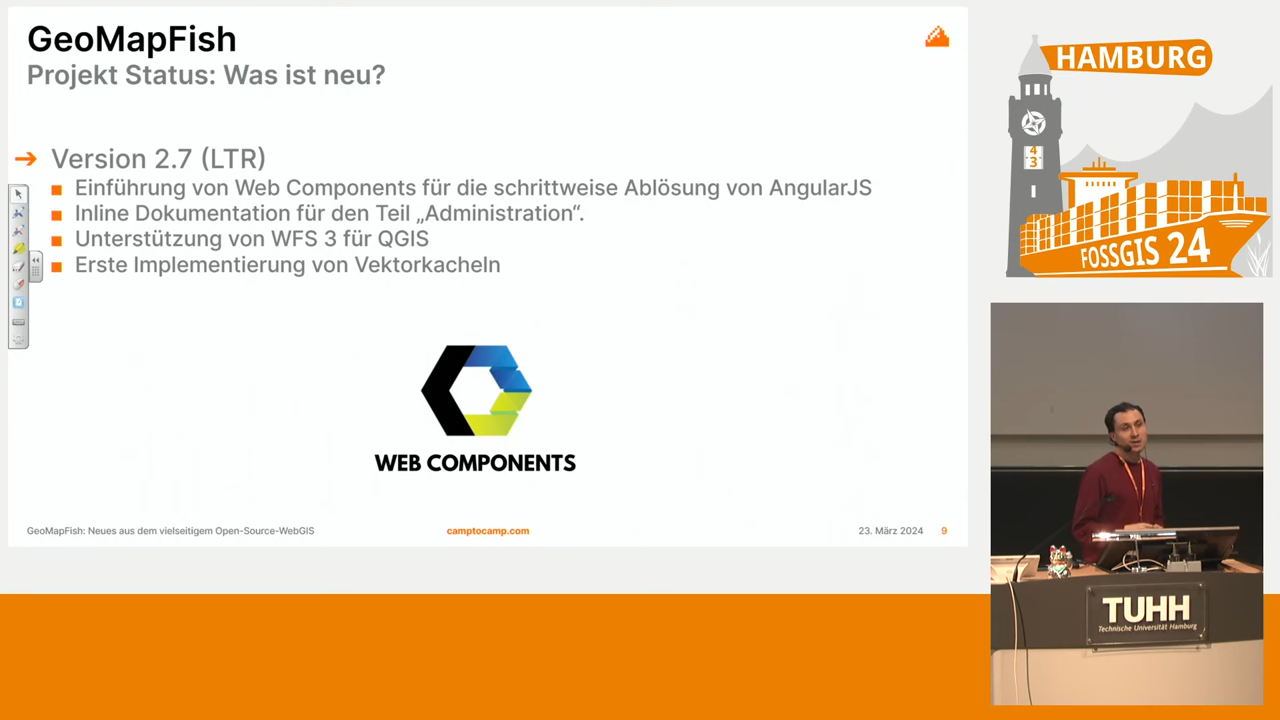 GeoMapFish
Projekt Status: Was ist neu?
➔ Version 2.7 (LTR)
■ Einführung von Web Components für die schrittweise Ablösung von AngularJS
■ Inline Dokumentation für den Teil „Administration“.
■ Unterstützung von WFS 3 für QGIS
■ Erste Implementierung von Vektorkacheln
WEB COMPONENTS
GeoMapFish: Neues aus dem vielseitigem Open-Source-WebGIS
camptocamp.com
23. März 2024 9
HAMBURG
4
3
FOSSGIS 24
TUHH
Technische Universität Hamburg